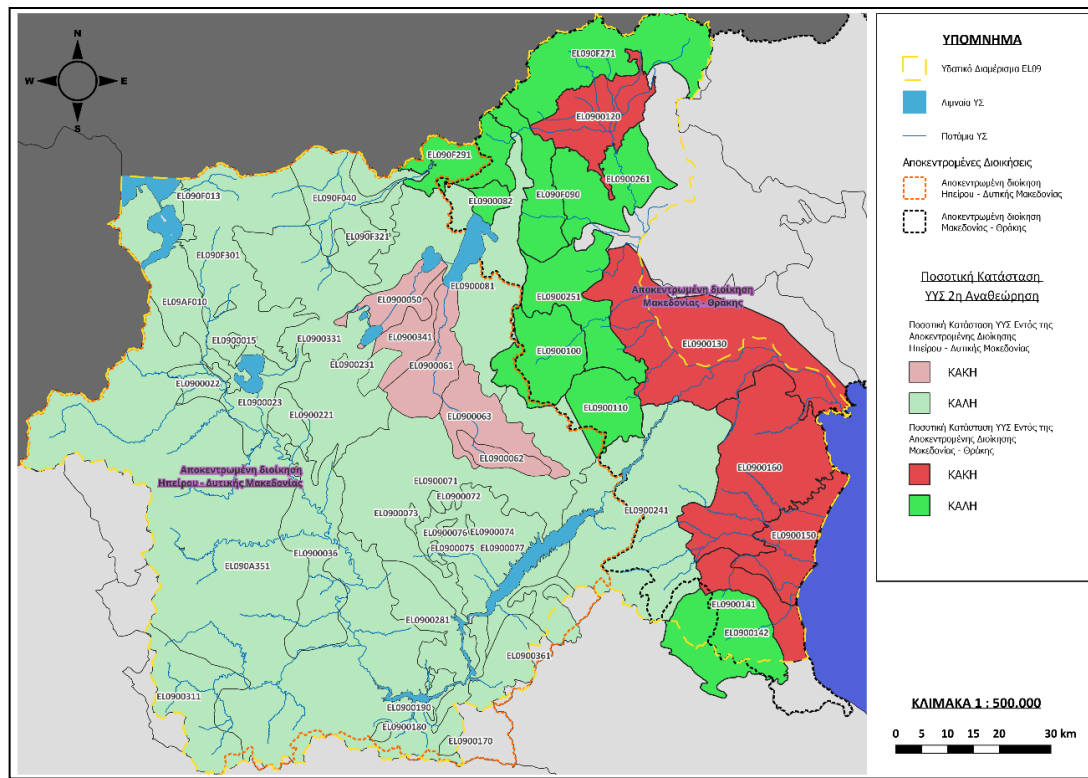 N
W
E
S
EL090F271
EL0900120
EL090F291
EL0900261
EL090F013
EL090F040
EL0900082
EL090F090
EL090F321
EL090F301
EL0900081
EL09AF010
EL0900050
EL0900251
Αποκεντρωμένη διοίκηση
Μακεδονίας - Θράκης
EL0900015
EL0900331
EL0900341
EL0900100
EL0900130
EL0900231
EL0900061
EL0900022
EL0900023
EL0900221
EL0900063
EL0900110
EL0900062
EL0900160
Αποκεντρωμένη διοίκηση
Ηπείρου - Δυτικής Μακεδονίας
EL0900071
EL0900072
EL0900073
EL0900241
EL0900076
EL0900074
EL0900150
EL0900075
EL0900077
EL0900036
EL090A351
EL0900141
EL0900281
EL0900142
EL0900361
EL0900311
EL0900190
EL0900180
EL0900170
ΥΠΟΜΝΗΜΑ
Υδατικό Διαμέρισμα EL09
Λιμναία ΥΣ
Ποτάμια ΥΣ
Αποκεντρωμένες Διοικήσεις
Αποκεντρωμένη διοίκηση
Ηπείρου - Δυτικής Μακεδονίας
Αποκεντρωμένη διοίκηση
Μακεδονίας - Θράκης
Ποσοτική Κατάσταση
ΥΥΣ 2η Αναθεώρηση
Ποσοτική Κατάσταση ΥΥΣ Εντός της
Αποκεντρωμένης Διοίκησης
Ηπείρου - Δυτικής Μακεδονίας
ΚΑΚΗ
ΚΑΛΗ
Ποσοτική Κατάσταση ΥΥΣ Εντός της
Αποκεντρωμένης Διοίκησης
Μακεδονίας - Θράκης
ΚΑΚΗ
ΚΑΛΗ
ΚΛΙΜΑΚΑ 1 : 500.000
0 5 10 15 20 30 km